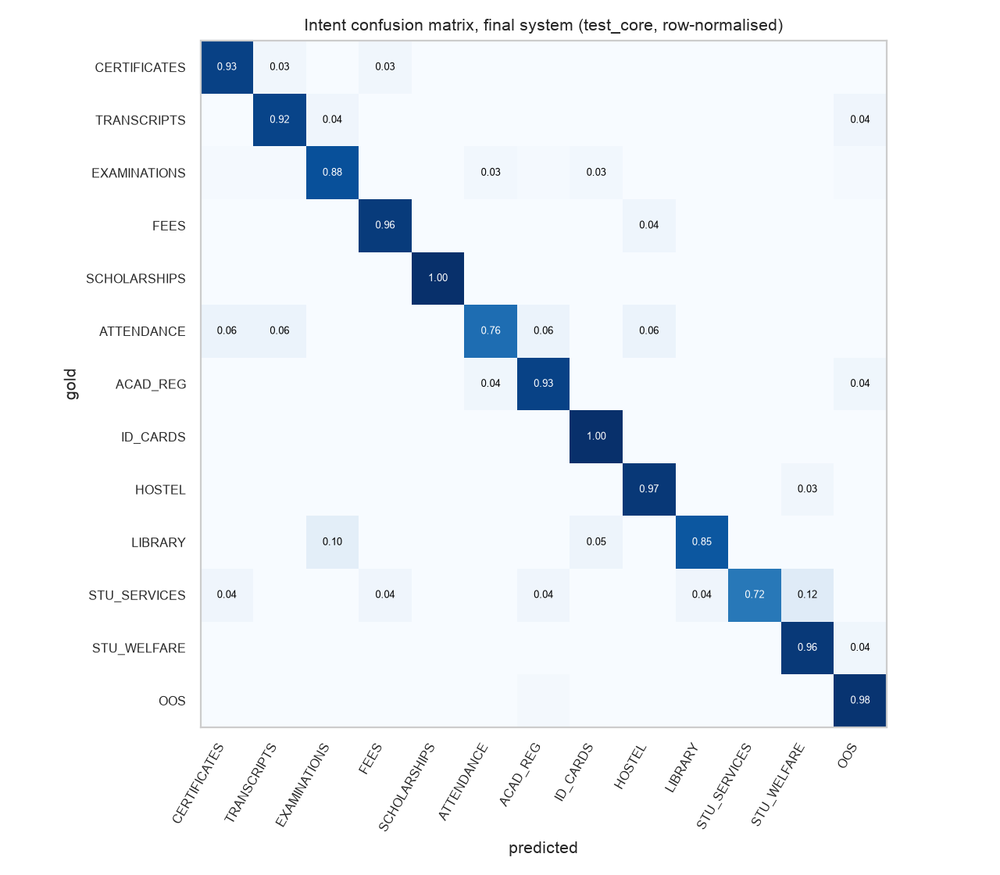 Intent confusion matrix, final system (test_core, row-normalised)
CERTIFICATES 0.93 0.03 0.03
TRANSCRIPTS 0.92 0.04 0.04
EXAMINATIONS 0.88 0.03 0.03
FEES 0.96 0.04
SCHOLARSHIPS 1.00
ATTENDANCE 0.06 0.06 0.76 0.06 0.06
gold
ACAD_REG 0.04 0.93 0.04
ID_CARDS 1.00
HOSTEL 0.97 0.03
LIBRARY 0.10 0.05 0.85
STU_SERVICES 0.04 0.04 0.04 0.04 0.72 0.12
STU_WELFARE 0.96 0.04
OOS 0.98
CERTIFICATES TRANSCRIPTS EXAMINATIONS FEES SCHOLARSHIPS ATTENDANCE ACAD_REG ID_CARDS HOSTEL LIBRARY STU_SERVICES STU_WELFARE OOS
predicted